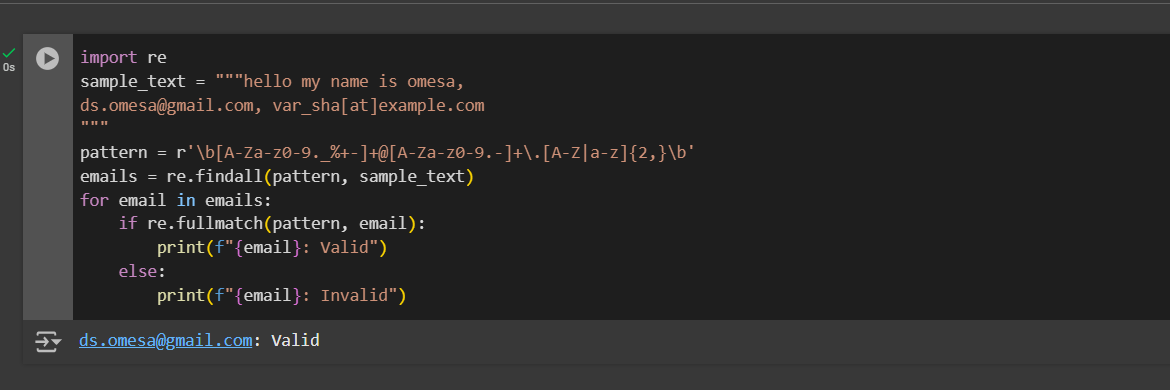 import re
sample_text = """hello my name is omesa,
0s
ds.omesa@gmail.com, var_sha[at]example.com
"""
pattern = r'\b[A-Za-z0-9._%+-]+@[A-Za-z0-9.-]+\.[A-Z|a-z]{2,}\b'
emails = re.findall(pattern, sample_text)
for email in emails:
    if re.fullmatch(pattern, email):
        print(f"{email}: Valid")
    else:
        print(f"{email}: Invalid")
ds.omesa@gmail.com: Valid